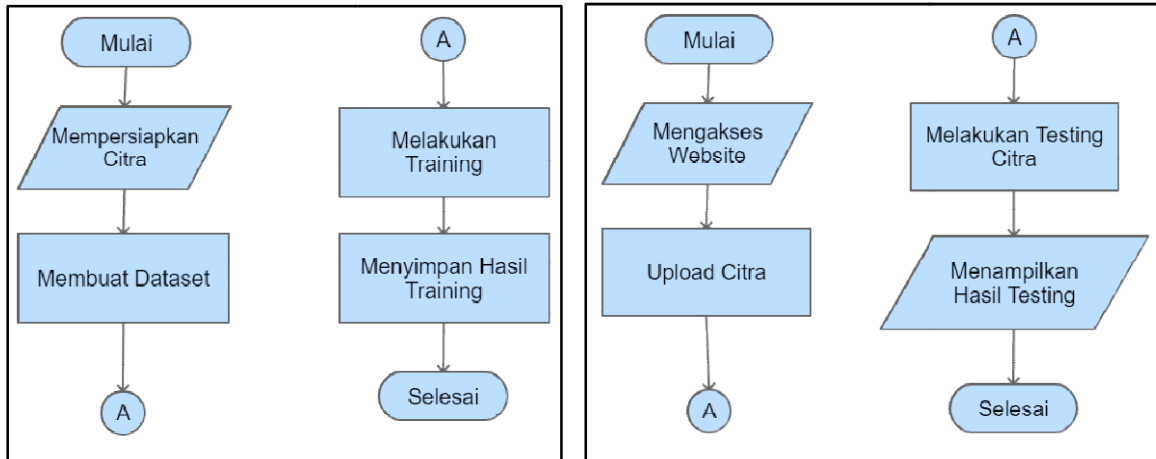 Mulai
Mempersiapkan
Citra
Membuat Dataset
A
A
Melakukan
Training
Menyimpan Hasil
Training
Selesai
Mulai
Mengakses
Website
Upload Citra
A
A
Melakukan Testing
Citra
Menampilkan
Hasil Testing
Selesai